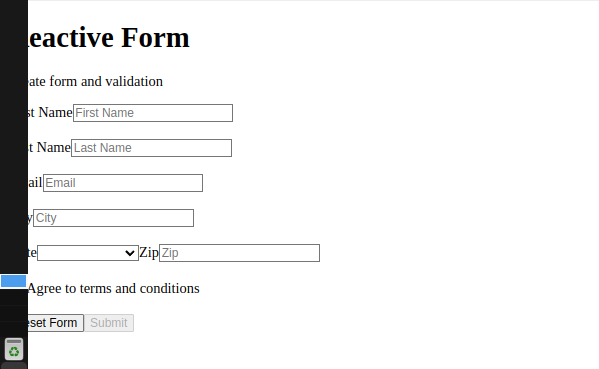 eactive Form
ate form and validation
st Name First Name
t Name Last Name
ail Email
City
te Zip Zip
Agree to terms and conditions
eset Form Submit